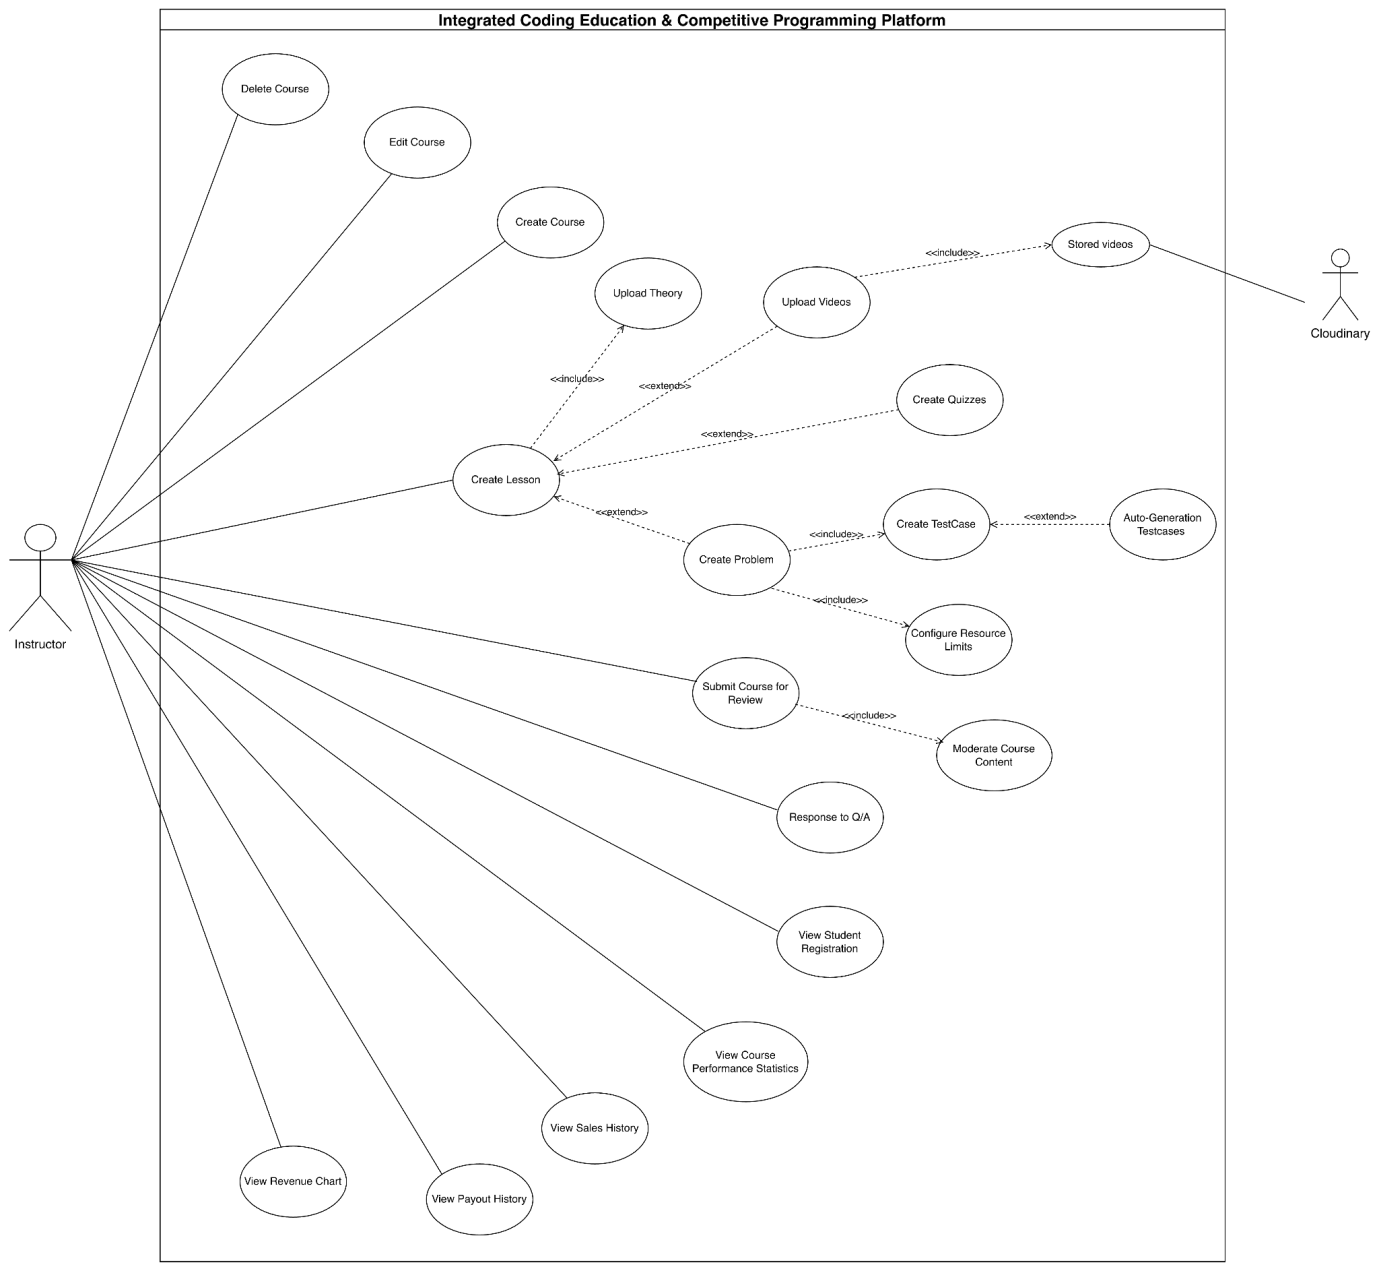 Integrated Coding Education & Competitive Programming Platform
Delete Course
Edit Course
Create Course
Stored videos
<<include>>
Upload Theory
Upload Videos
Cloudinary
<<include>>
<<extend>>
Create Quizzes
<<extend>>
Create Lesson
<<extend>>
<<include>>
Create TestCase
<<extend>>
Auto-Generation
Testcases
Create Problem
<<include>>
Configure Resource
Limits
Instructor
Submit Course for
Review
<<include>>
Moderate Course
Content
Response to Q/A
View Student
Registration
View Course
Performance Statistics
View Sales History
View Revenue Chart
View Payout History